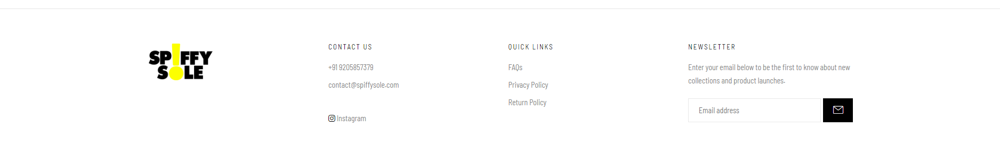 SP!FFY
SOLE
CONTACT US
+91 9205857379
contact@spiffysole.com
Instagram
QUICK LINKS
FAQs
Privacy Policy
Return Policy
NEWSLETTER
Enter your email below to be the first to know about new
collections and product launches.
Email address